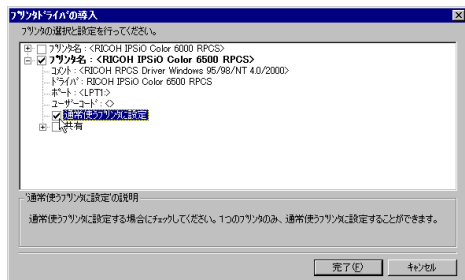 プリンタドライバの導入
プリンタの選択と設定を行ってください。
プリンタ名 : <RICOH IPSiO Color 6000 RPCS>
プリンタ名 : <RICOH IPSiO Color 6000 RPCS>
コメント : <RICOH RPCS Driver Windows 95/98/NT 4.0/2000>
ドライバ : RICOH IPSiO Color 6000 RPCS
ポート : <LPT1:>
ユーザーコード : <>
通常使うプリンタに設定
共有
'通常使うプリンタに設定'の説明
通常使うプリンタに設定する場合にチェックしてください。1つのプリンタのみ、通常使うプリンタに設定することができます。
完了(F) キャンセル